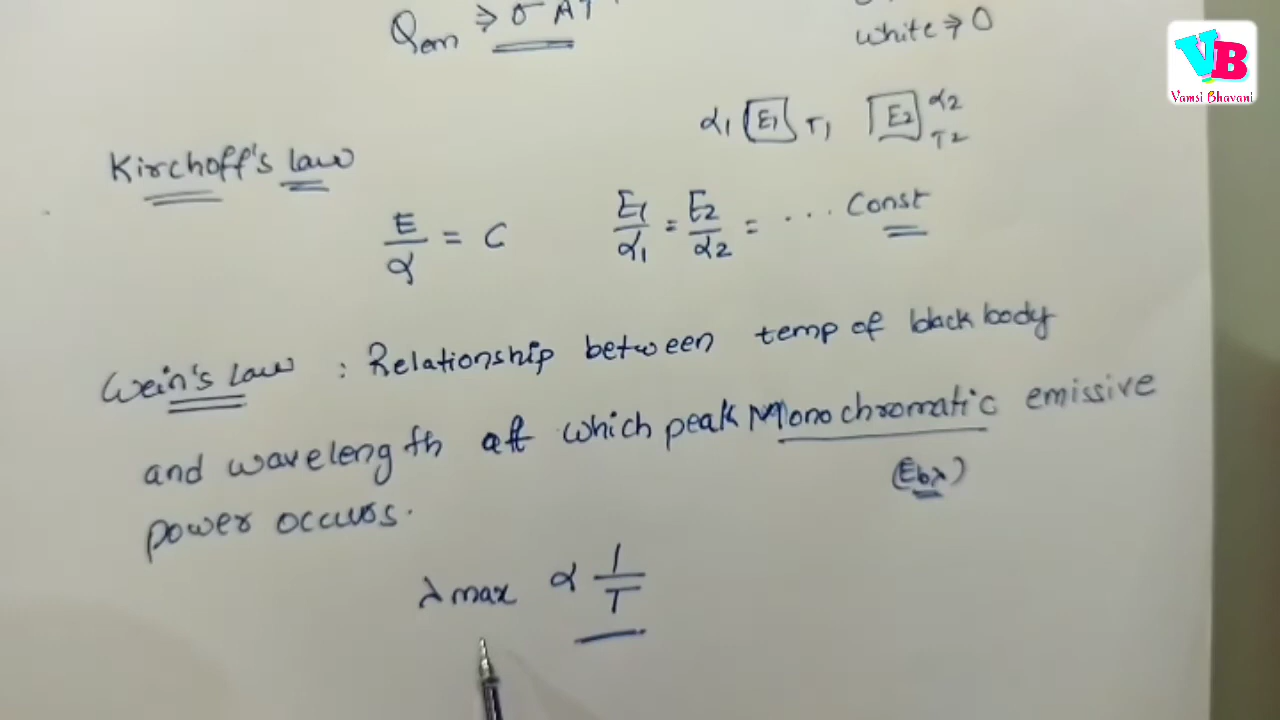 Qem ⇒ σ A T
white ⇒ 0
VB
Vamsi Bhavani
α1 E1 T1 E2 α2 T2
Kirchoff's law
E/α = C E1/α1 = E2/α2 = ... Const
Wein's Law : Relationship between temp of black body
and wavelength at which peak Monochromatic emissive
(Ebλ)
power occurs.
λmax α 1/T